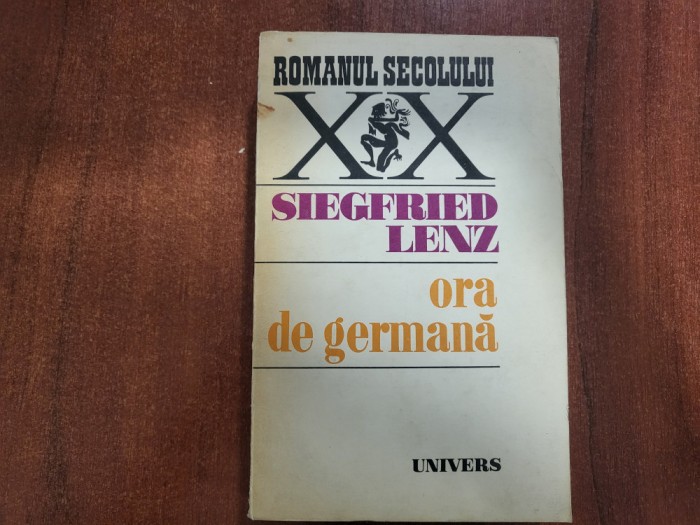 ROMANUL SECOLULUI
XX
SIEGFRIED
LENZ
ora
de germană
UNIVERS